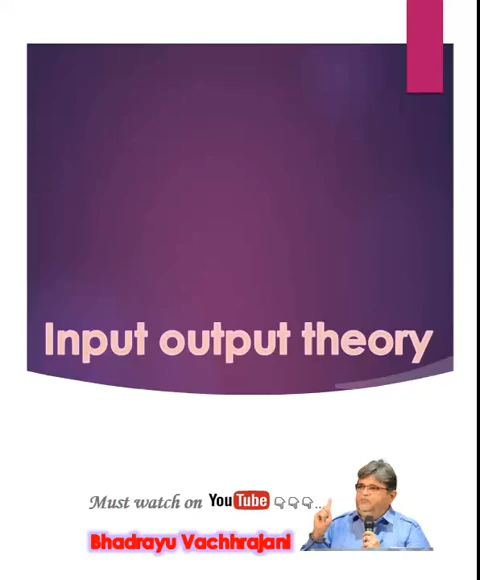 Input output theory
Must watch on YouTube 👇👇👇...
Bhadrayu Vachhrajani